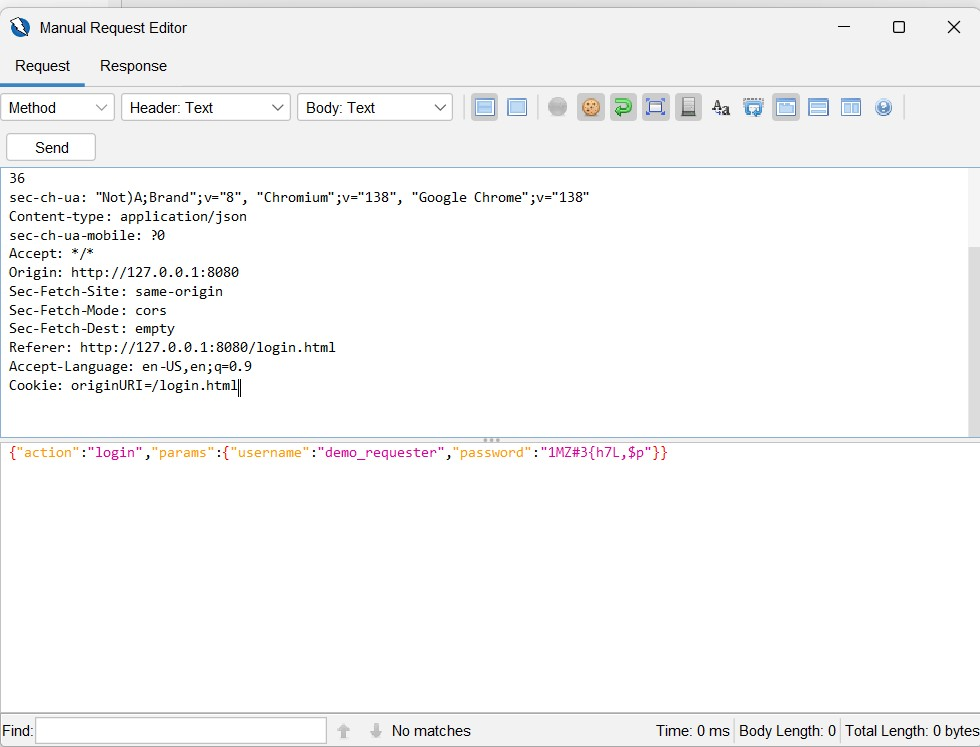 Manual Request Editor
Request Response
Method Header: Text Body: Text
Send
36
sec-ch-ua: "Not)A;Brand";v="8", "Chromium";v="138", "Google Chrome";v="138"
Content-type: application/json
sec-ch-ua-mobile: ?0
Accept: */*
Origin: http://127.0.0.1:8080
Sec-Fetch-Site: same-origin
Sec-Fetch-Mode: cors
Sec-Fetch-Dest: empty
Referer: http://127.0.0.1:8080/login.html
Accept-Language: en-US,en;q=0.9
Cookie: originURI=/login.html
{"action":"login","params":{"username":"demo_requester","password":"1MZ#3{h7L,$p"}}
Find: No matches Time: 0 ms Body Length: 0 Total Length: 0 bytes